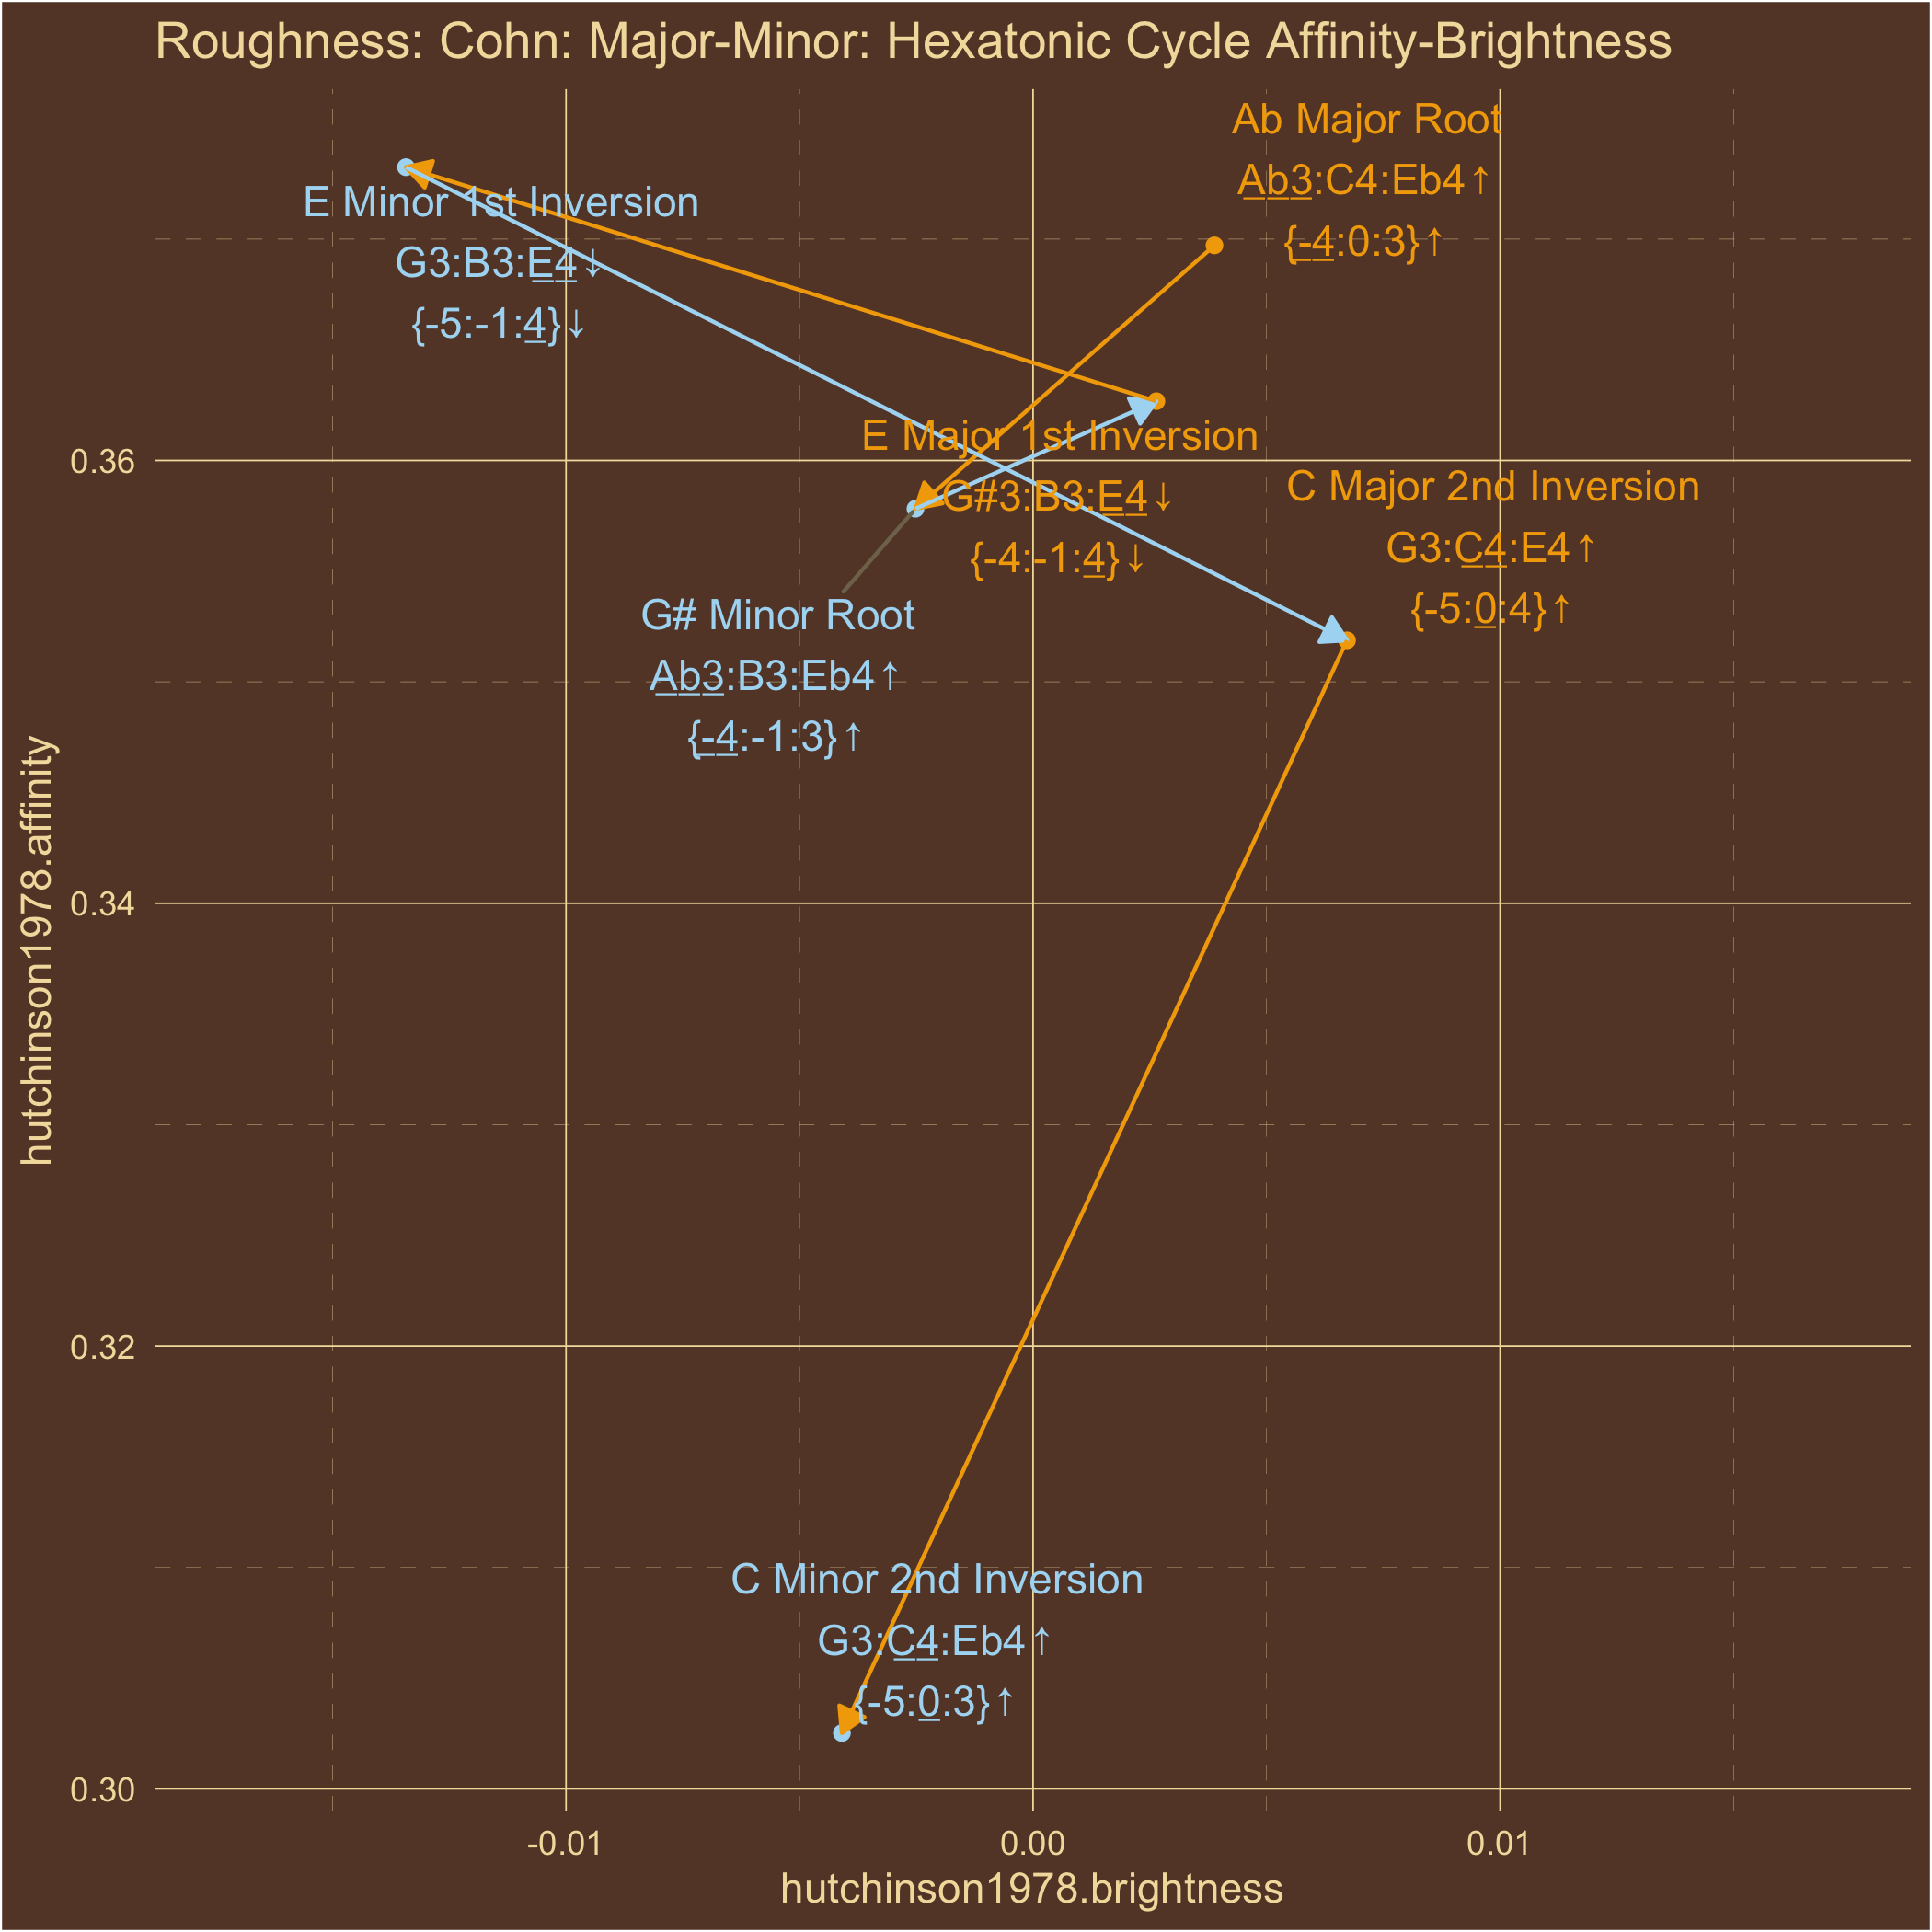 Roughness: Cohn: Major-Minor: Hexatonic Cycle Affinity-Brightness
Ab Major Root
Ab3:C4:Eb4↑
{-4:0:3}↑
E Minor 1st Inversion
G3:B3:E4↓
{-5:-1:4}↓
E Major 1st Inversion
G#3:B3:E4↓
{-4:-1:4}↓
C Major 2nd Inversion
G3:C4:E4↑
{-5:0:4}↑
G# Minor Root
Ab3:B3:Eb4↑
{-4:-1:3}↑
C Minor 2nd Inversion
G3:C4:Eb4↑
{-5:0:3}↑
0.36
0.34
0.32
0.30
hutchinson1978.affinity
-0.01
0.00
0.01
hutchinson1978.brightness